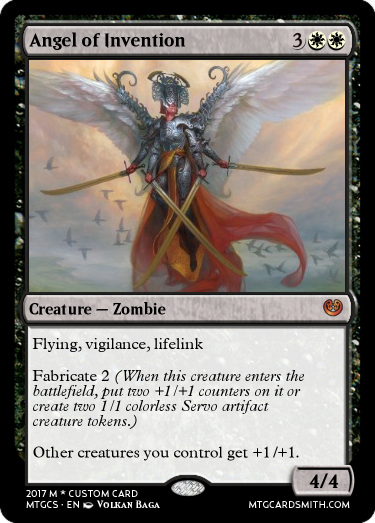 Angel of Invention 3
Creature — Zombie
Flying, vigilance, lifelink
Fabricate 2 (When this creature enters the
battlefield, put two +1/+1 counters on it or
create two 1/1 colorless Servo artifact
creature tokens.)
Other creatures you control get +1/+1.
4/4
2017 M * CUSTOM CARD
MTGCS · EN VOLKAN BAGA
MTGCARDSMITH.COM